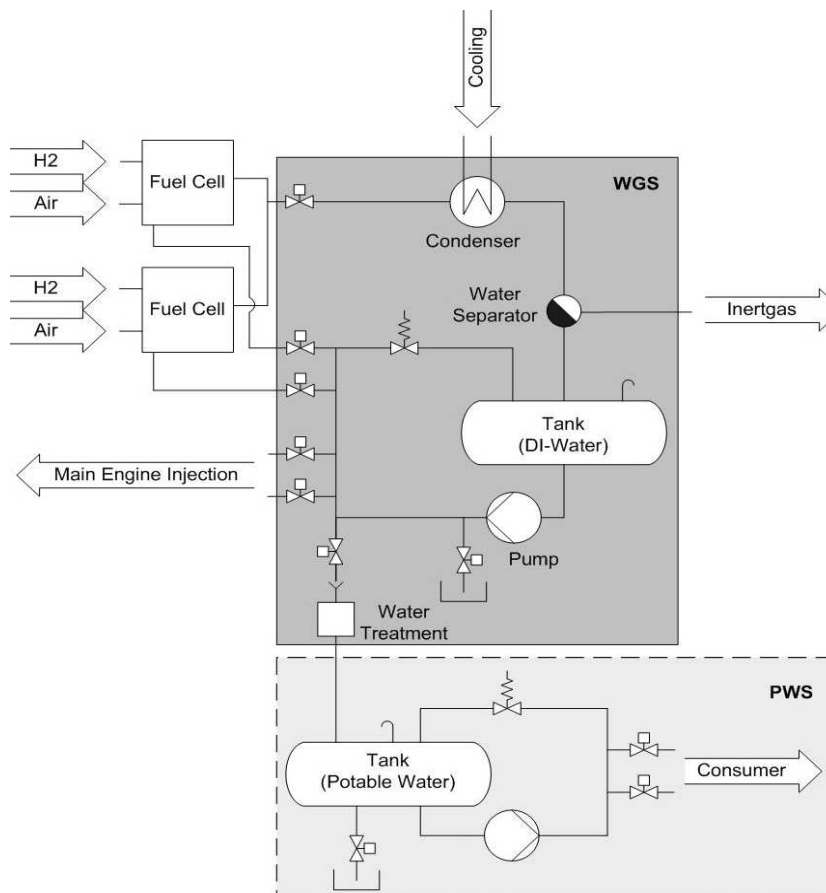 Cooling
H2
Air
Fuel Cell
WGS
Condenser
H2
Air
Fuel Cell
Water
Separator
Inertgas
Tank
(DI-Water)
Main Engine Injection
Pump
Water
Treatment
PWS
Tank
(Potable Water)
Consumer